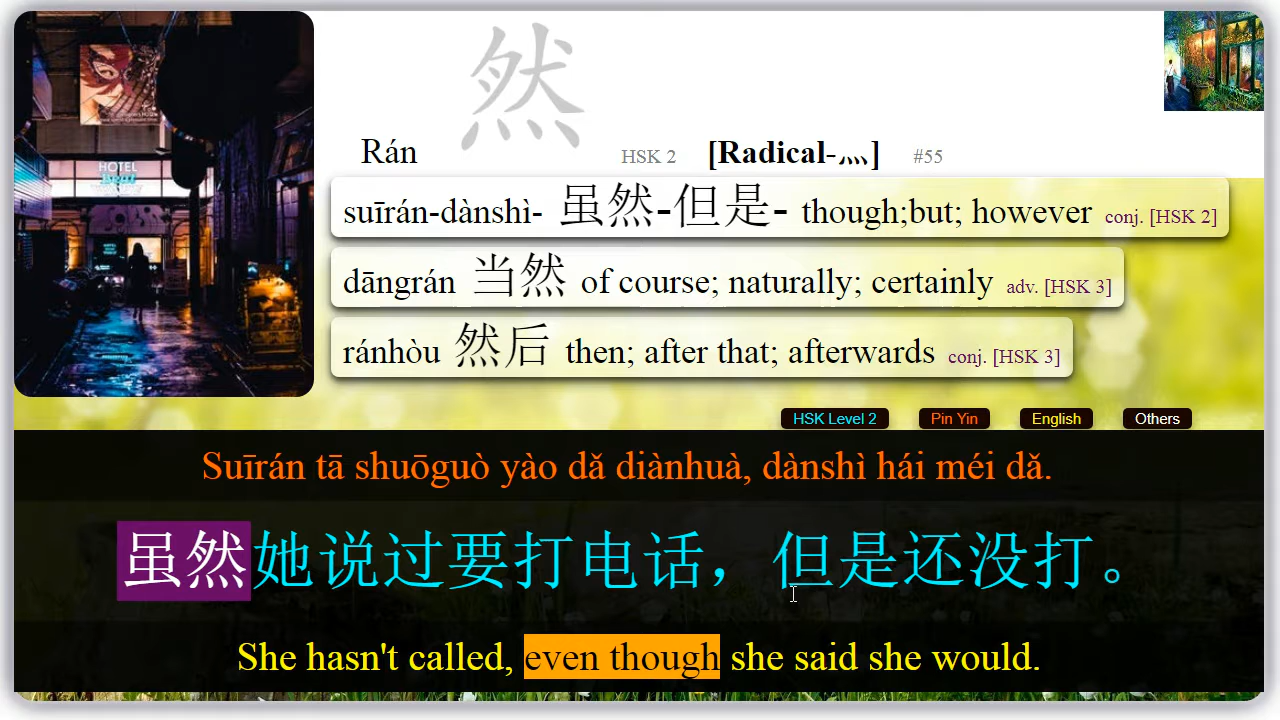 HOTEL
然
Rán HSK 2 [Radical-灬] #55
suīrán-dànshì- 虽然-但是- though;but; however conj. [HSK 2]
dāngrán 当然 of course; naturally; certainly adv. [HSK 3]
ránhòu 然后 then; after that; afterwards conj. [HSK 3]
HSK Level 2 Pin Yin English Others
Suīrán tā shuōguò yào dǎ diànhuà, dànshì hái méi dǎ.
虽然她说过要打电话，但是还没打。
She hasn't called, even though she said she would.